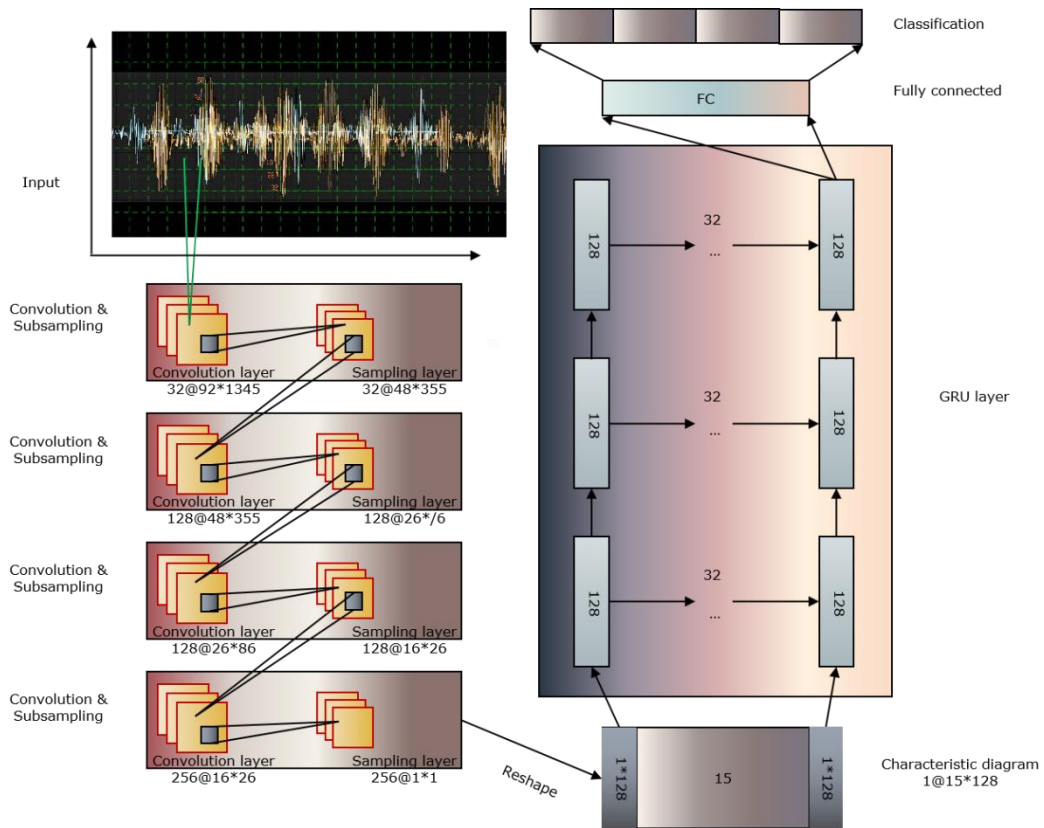 Classification
FC
Fully connected
Input
32
...
128
128
Convolution &
Subsampling
Convolution layer
32@92*1345
Sampling layer
32@48*355
32
...
128
128
GRU layer
Convolution &
Subsampling
Convolution layer
128@48*355
Sampling layer
128@26*/6
Convolution &
Subsampling
Convolution layer
128@26*86
Sampling layer
128@16*26
32
...
128
128
Convolution &
Subsampling
Convolution layer
256@16*26
Sampling layer
256@1*1
Reshape
1*128
15
1*128
Characteristic diagram
1@15*128